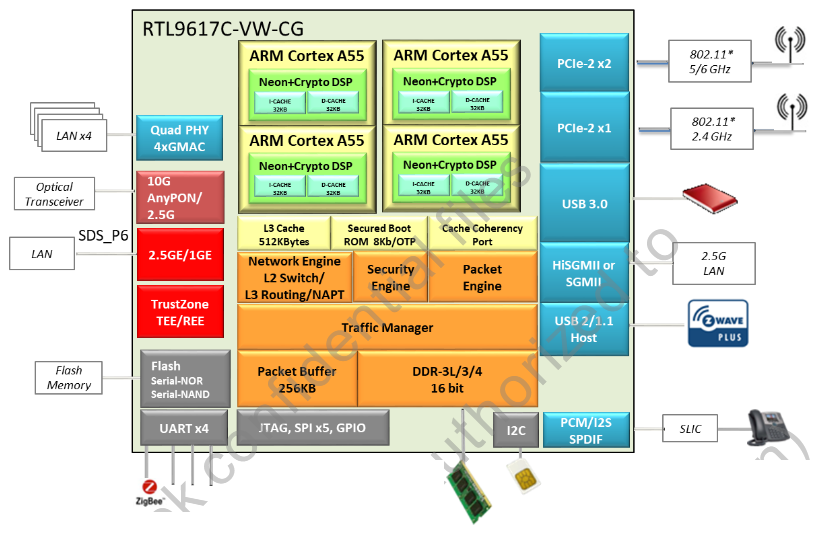 RTL9617C-VW-CG
ARM Cortex A55
Neon+Crypto DSP
I-CACHE
32KB
D-CACHE
32KB
ARM Cortex A55
Neon+Crypto DSP
I-CACHE
32KB
D-CACHE
32KB
ARM Cortex A55
Neon+Crypto DSP
I-CACHE
32KB
D-CACHE
32KB
ARM Cortex A55
Neon+Crypto DSP
I-CACHE
32KB
D-CACHE
32KB
L3 Cache
512KBytes
Secured Boot
ROM 8Kb/OTP
Cache Coherency
Port
Network Engine
L2 Switch/
L3 Routing/NAPT
Security
Engine
Packet
Engine
Traffic Manager
Packet Buffer
256KB
DDR-3L/3/4
16 bit
LAN x4
Quad PHY
4xGMAC
Optical
Transceiver
10G
AnyPON/
2.5G
SDS_P6
LAN
2.5GE/1GE
TrustZone
TEE/REE
Flash
Memory
Flash
Serial-NOR
Serial-NAND
UART x4
JTAG, SPI x5, GPIO
I2C
PCM/I2S
SPDIF
PCIe-2 x2
802.11*
5/6 GHz
PCIe-2 x1
802.11*
2.4 GHz
USB 3.0
HiSGMII or
SGMII
2.5G
LAN
USB 2/1.1
Host
Z WAVE
PLUS
SLIC
ZigBee
confidential files
authorized to